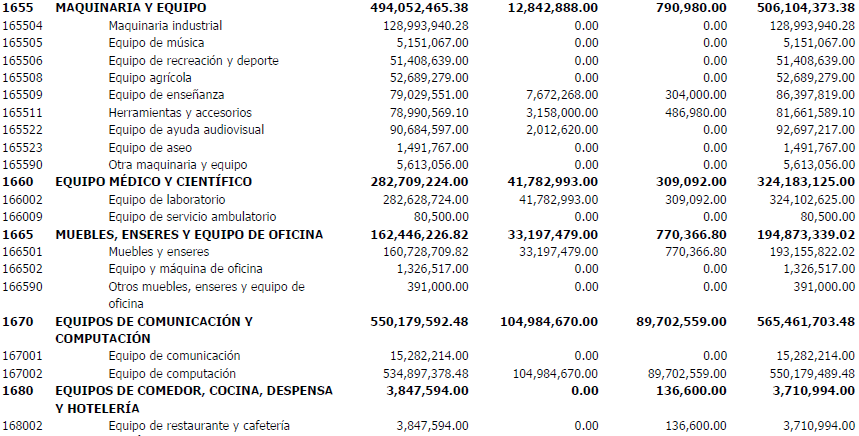 1655 MAQUINARIA Y EQUIPO 494,052,465.38 12,842,888.00 790,980.00 506,104,373.38
165504 Maquinaria industrial 128,993,940.28 0.00 0.00 128,993,940.28
165505 Equipo de música 5,151,067.00 0.00 0.00 5,151,067.00
165506 Equipo de recreación y deporte 51,408,639.00 0.00 0.00 51,408,639.00
165508 Equipo agrícola 52,689,279.00 0.00 0.00 52,689,279.00
165509 Equipo de enseñanza 79,029,551.00 7,672,268.00 304,000.00 86,397,819.00
165511 Herramientas y accesorios 78,990,569.10 3,158,000.00 486,980.00 81,661,589.10
165522 Equipo de ayuda audiovisual 90,684,597.00 2,012,620.00 0.00 92,697,217.00
165523 Equipo de aseo 1,491,767.00 0.00 0.00 1,491,767.00
165590 Otra maquinaria y equipo 5,613,056.00 0.00 0.00 5,613,056.00
1660 EQUIPO MÉDICO Y CIENTÍFICO 282,709,224.00 41,782,993.00 309,092.00 324,183,125.00
166002 Equipo de laboratorio 282,628,724.00 41,782,993.00 309,092.00 324,102,625.00
166009 Equipo de servicio ambulatorio 80,500.00 0.00 0.00 80,500.00
1665 MUEBLES, ENSERES Y EQUIPO DE OFICINA 162,446,226.82 33,197,479.00 770,366.80 194,873,339.02
166501 Muebles y enseres 160,728,709.82 33,197,479.00 770,366.80 193,155,822.02
166502 Equipo y máquina de oficina 1,326,517.00 0.00 0.00 1,326,517.00
166590 Otros muebles, enseres y equipo de 391,000.00 0.00 0.00 391,000.00
oficina
1670 EQUIPOS DE COMUNICACIÓN Y 550,179,592.48 104,984,670.00 89,702,559.00 565,461,703.48
COMPUTACIÓN
167001 Equipo de comunicación 15,282,214.00 0.00 0.00 15,282,214.00
167002 Equipo de computación 534,897,378.48 104,984,670.00 89,702,559.00 550,179,489.48
1680 EQUIPOS DE COMEDOR, COCINA, DESPENSA 3,847,594.00 0.00 136,600.00 3,710,994.00
Y HOTELERÍA
168002 Equipo de restaurante y cafetería 3,847,594.00 0.00 136,600.00 3,710,994.00